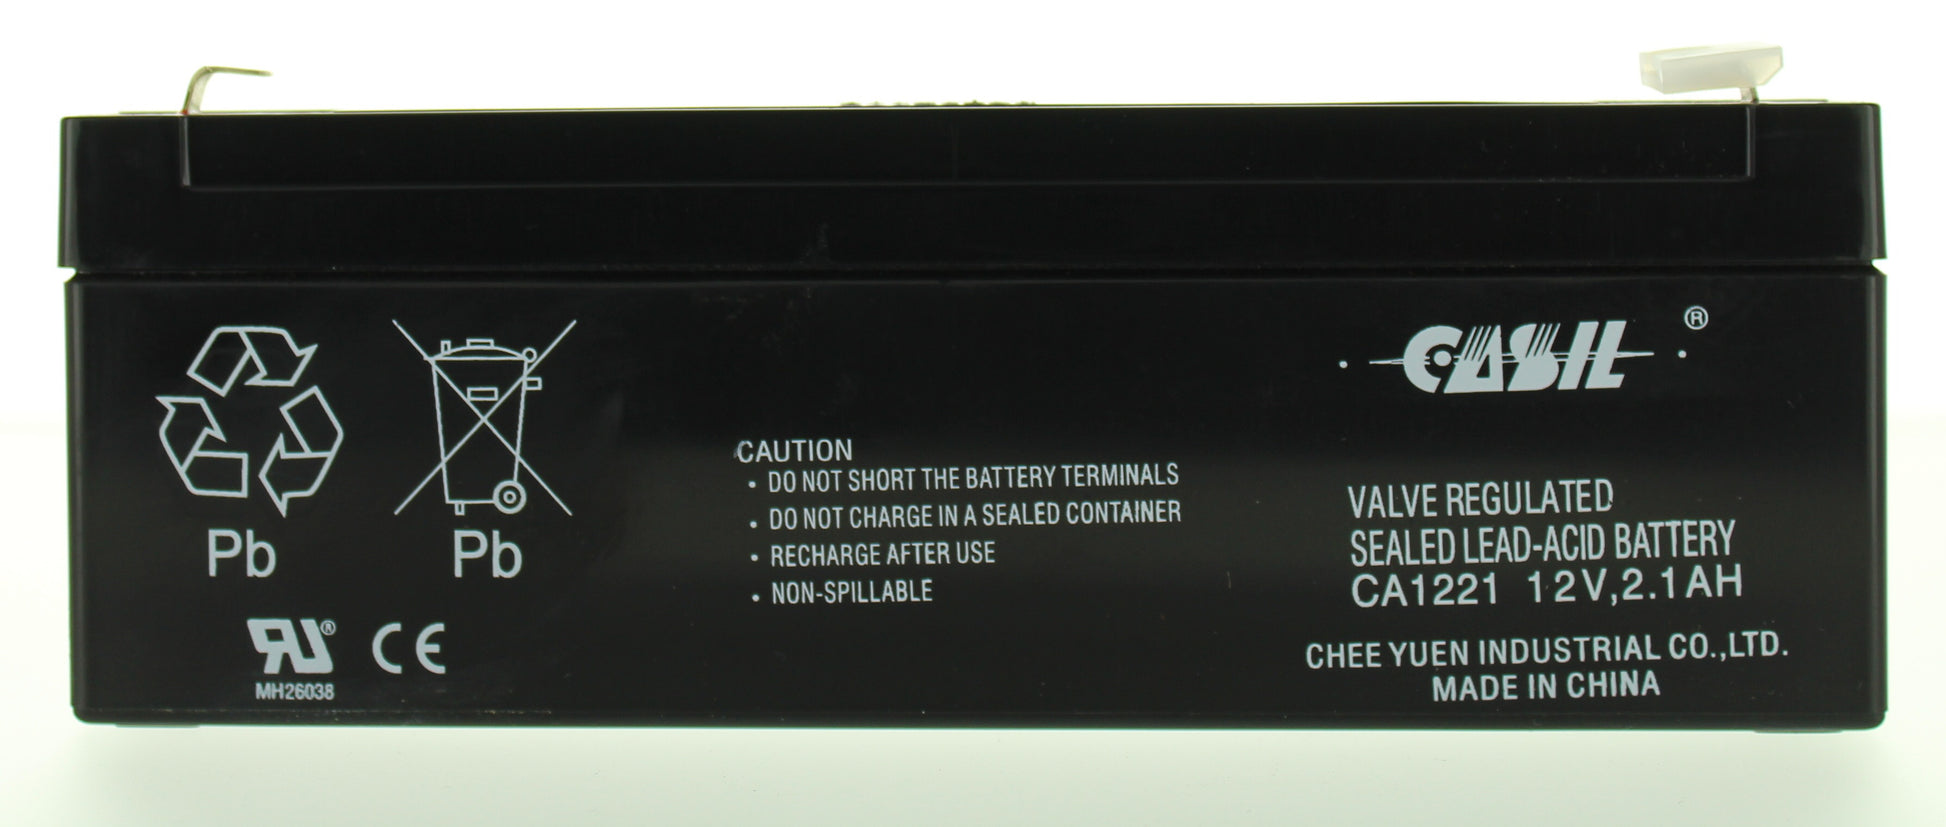 CASIL ®
Pb
Pb
CAUTION
• DO NOT SHORT THE BATTERY TERMINALS
• DO NOT CHARGE IN A SEALED CONTAINER
• RECHARGE AFTER USE
• NON-SPILLABLE
VALVE REGULATED
SEALED LEAD-ACID BATTERY
CA1221 12V,2.1AH
CHEE YUEN INDUSTRIAL CO.,LTD.
MADE IN CHINA
RU® CE
MH26038